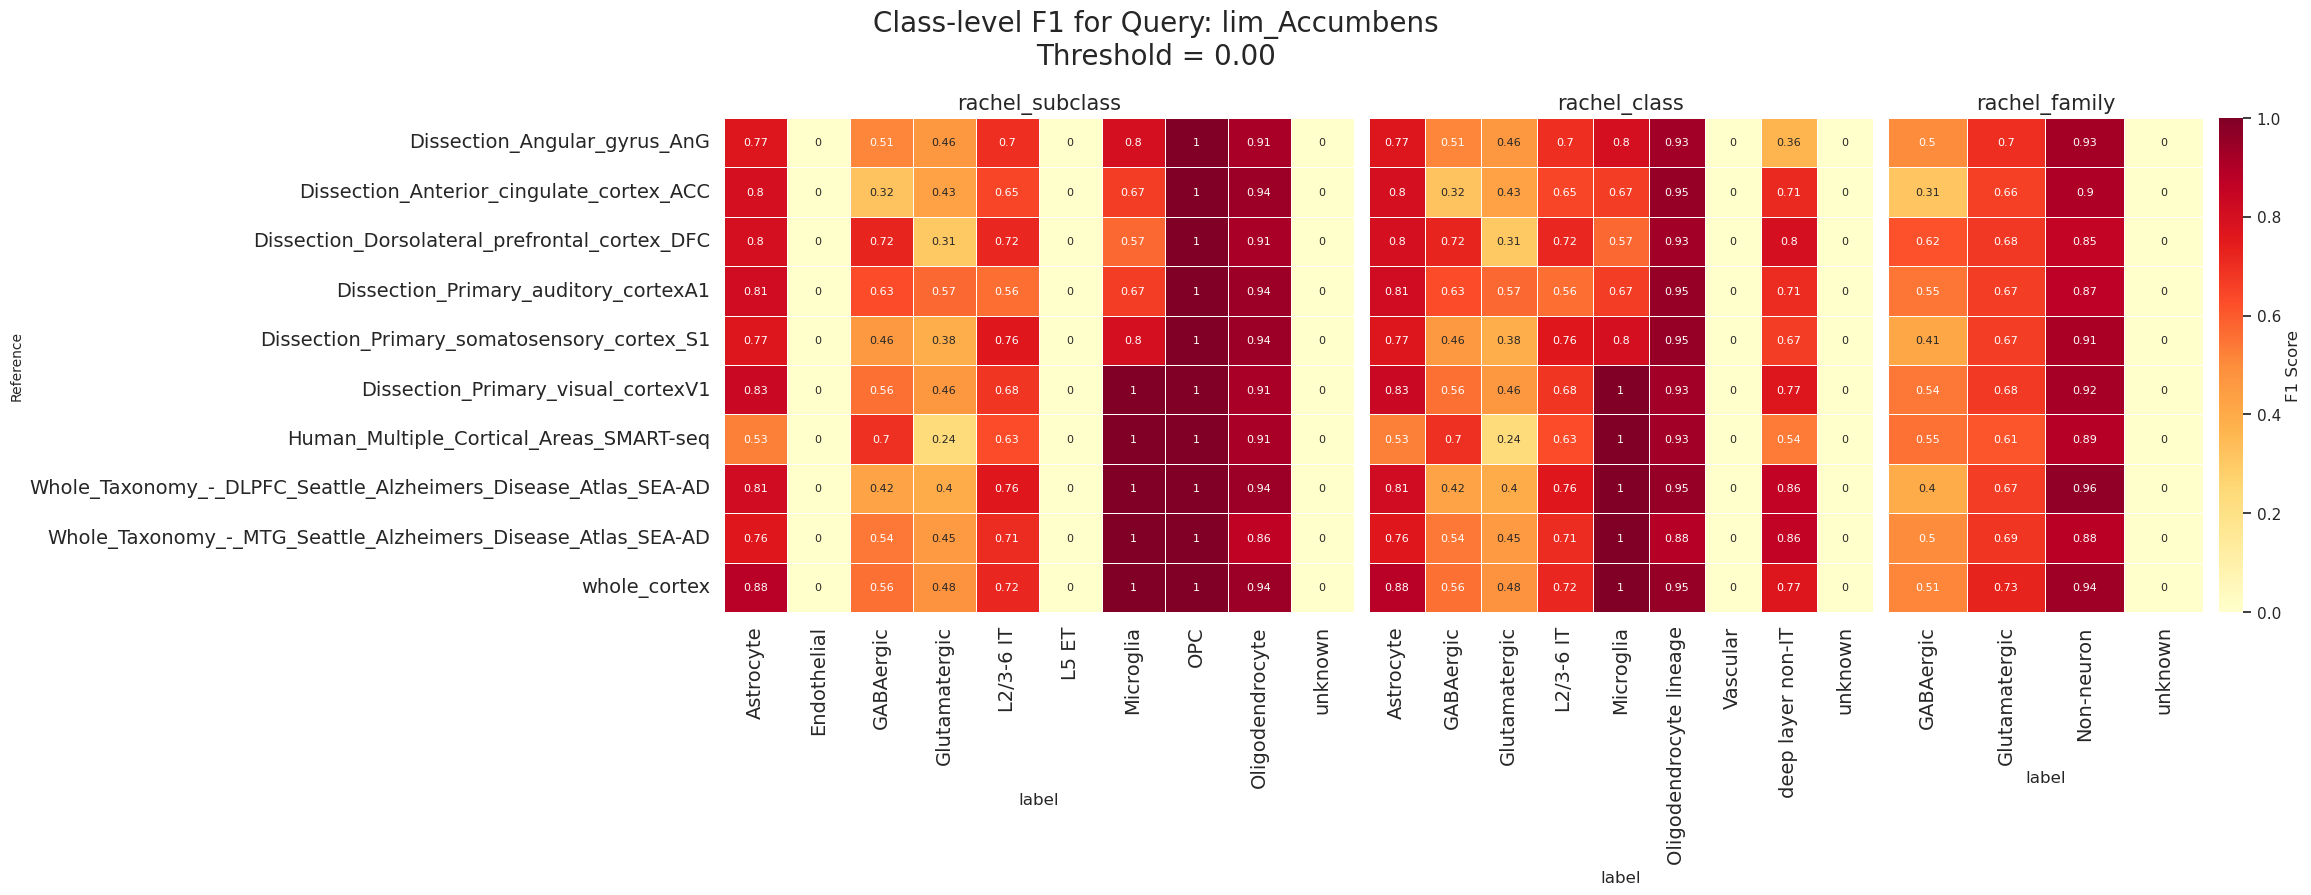 Class-level F1 for Query: lim_Accumbens
Threshold = 0.00
rachel_subclass rachel_class rachel_family
Reference
Dissection_Angular_gyrus_AnG 0.77 0 0.51 0.46 0.7 0 0.8 1 0.91 0 0.77 0.51 0.46 0.7 0.8 0.93 0 0.36 0 0.5 0.7 0.93 0
Dissection_Anterior_cingulate_cortex_ACC 0.8 0 0.32 0.43 0.65 0 0.67 1 0.94 0 0.8 0.32 0.43 0.65 0.67 0.95 0 0.71 0 0.31 0.66 0.9 0
Dissection_Dorsolateral_prefrontal_cortex_DFC 0.8 0 0.72 0.31 0.72 0 0.57 1 0.91 0 0.8 0.72 0.31 0.72 0.57 0.93 0 0.8 0 0.62 0.68 0.85 0
Dissection_Primary_auditory_cortexA1 0.81 0 0.63 0.57 0.56 0 0.67 1 0.94 0 0.81 0.63 0.57 0.56 0.67 0.95 0 0.71 0 0.55 0.67 0.87 0
Dissection_Primary_somatosensory_cortex_S1 0.77 0 0.46 0.38 0.76 0 0.8 1 0.94 0 0.77 0.46 0.38 0.76 0.8 0.95 0 0.67 0 0.41 0.67 0.91 0
Dissection_Primary_visual_cortexV1 0.83 0 0.56 0.46 0.68 0 1 1 0.91 0 0.83 0.56 0.46 0.68 1 0.93 0 0.77 0 0.54 0.68 0.92 0
Human_Multiple_Cortical_Areas_SMART-seq 0.53 0 0.7 0.24 0.63 0 1 1 0.91 0 0.53 0.7 0.24 0.63 1 0.93 0 0.54 0 0.55 0.61 0.89 0
Whole_Taxonomy_-_DLPFC_Seattle_Alzheimers_Disease_Atlas_SEA-AD 0.81 0 0.42 0.4 0.76 0 1 1 0.94 0 0.81 0.42 0.4 0.76 1 0.95 0 0.86 0 0.4 0.67 0.96 0
Whole_Taxonomy_-_MTG_Seattle_Alzheimers_Disease_Atlas_SEA-AD 0.76 0 0.54 0.45 0.71 0 1 1 0.86 0 0.76 0.54 0.45 0.71 1 0.88 0 0.86 0 0.5 0.69 0.88 0
whole_cortex 0.88 0 0.56 0.48 0.72 0 1 1 0.94 0 0.88 0.56 0.48 0.72 1 0.95 0 0.77 0 0.51 0.73 0.94 0
Astrocyte
Endothelial
GABAergic
Glutamatergic
L2/3-6 IT
L5 ET
Microglia
OPC
Oligodendrocyte
unknown
label
Astrocyte
GABAergic
Glutamatergic
L2/3-6 IT
Microglia
Oligodendrocyte lineage
Vascular
deep layer non-IT
unknown
label
GABAergic
Glutamatergic
Non-neuron
unknown
label
1.0
0.8
0.6
0.4
0.2
0.0
F1 Score